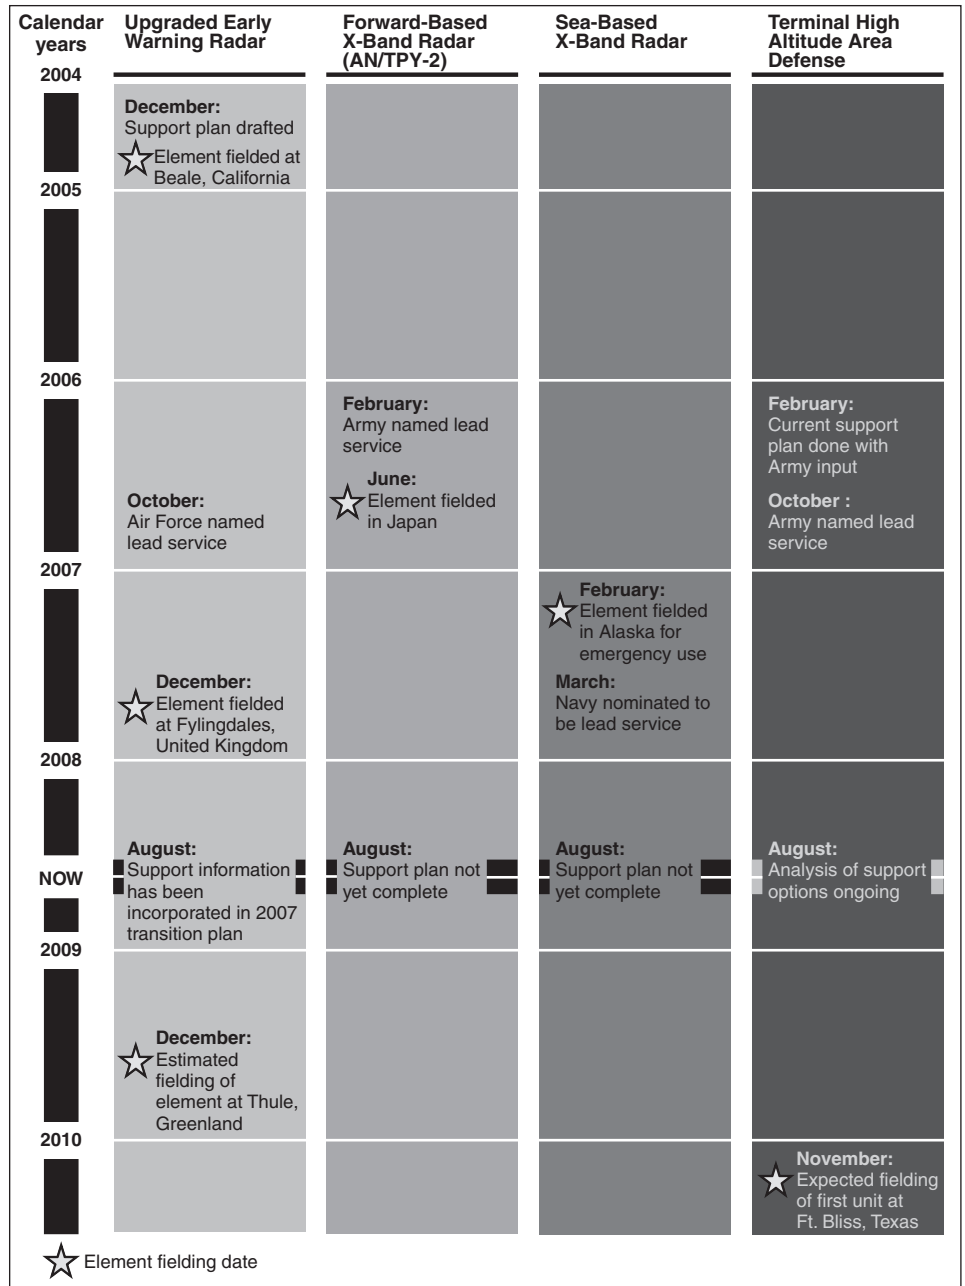 Calendar
years
Upgraded Early
Warning Radar
Forward-Based
X-Band Radar
(AN/TPY-2)
Sea-Based
X-Band Radar
Terminal High
Altitude Area
Defense
2004
December:
Support plan drafted
Element fielded at
Beale, California
2005
2006
October:
Air Force named
lead service
February:
Army named lead
service
June:
Element fielded
in Japan
February:
Current support
plan done with
Army input
October :
Army named lead
service
2007
December:
Element fielded
at Fylingdales,
United Kingdom
February:
Element fielded
in Alaska for
emergency use
March:
Navy nominated to
be lead service
2008
NOW
August:
Support information
has been
incorporated in 2007
transition plan
August:
Support plan not
yet complete
August:
Support plan not
yet complete
August:
Analysis of support
options ongoing
2009
December:
Estimated
fielding of
element at Thule,
Greenland
2010
November:
Expected fielding
of first unit at
Ft. Bliss, Texas
Element fielding date